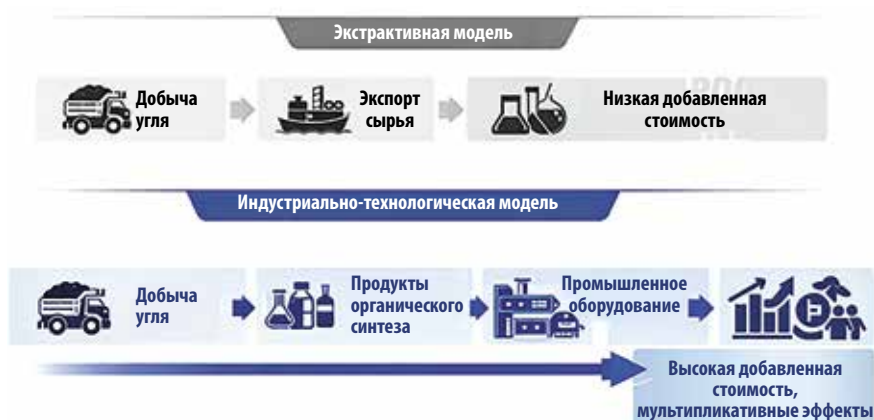 Экстрактивная модель
Добыча
угля
Экспорт
сырья
Низкая добавленная
стоимость
Индустриально-технологическая модель
Добыча
угля
Продукты
органического
синтеза
Промышленное
оборудование
Высокая добавленная
стоимость,
мультипликативные эффекты